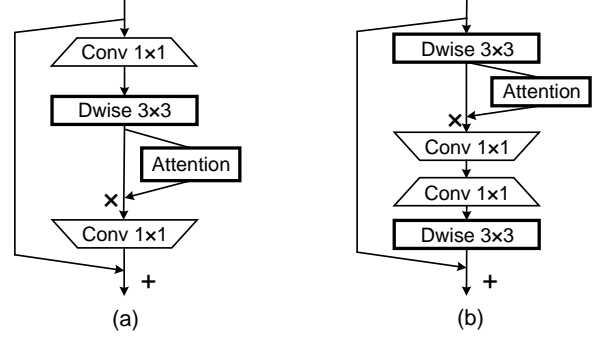 Conv 1×1
Dwise 3×3
Attention
×
Conv 1×1
+
(a)
Dwise 3×3
Attention
×
Conv 1×1
Conv 1×1
Dwise 3×3
+
(b)